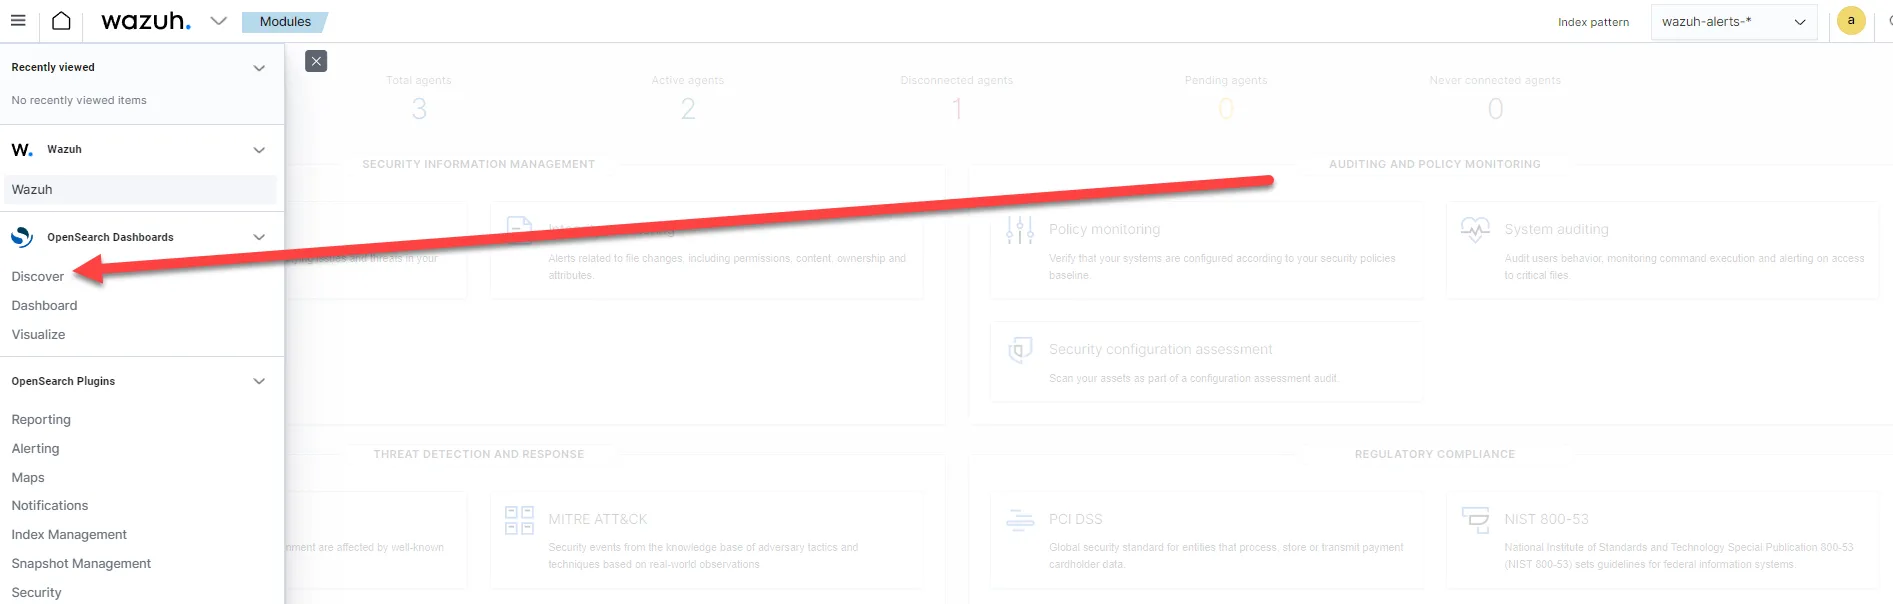 wazuh.
Modules
Index pattern
wazuh-alerts-*
a
Recently viewed
No recently viewed items
W.
Wazuh
Wazuh
OpenSearch Dashboards
Discover
Dashboard
Visualize
OpenSearch Plugins
Reporting
Alerting
Maps
Notifications
Index Management
Snapshot Management
Security
Total agents
3
Active agents
2
Disconnected agents
1
Pending agents
0
Never connected agents
0
SECURITY INFORMATION MANAGEMENT
issues and threats in your
Alerts related to file changes, including permissions, content, ownership and
attributes.
AUDITING AND POLICY MONITORING
Policy monitoring
Verify that your systems are configured according to your security policies
baseline.
System auditing
Audit users behavior, monitoring command execution and alerting on access
to critical files.
Security configuration assessment
Scan your assets as part of a configuration assessment audit.
THREAT DETECTION AND RESPONSE
nment are affected by well-known
MITRE ATT&CK
Security events from the knowledge base of adversary tactics and
techniques based on real-world observations
REGULATORY COMPLIANCE
PCI DSS
Global security standard for entities that process, store or transmit payment
cardholder data.
NIST 800-53
National Institute of Standards and Technology Special Publication 800-53
(NIST 800-53) sets guidelines for federal information systems.